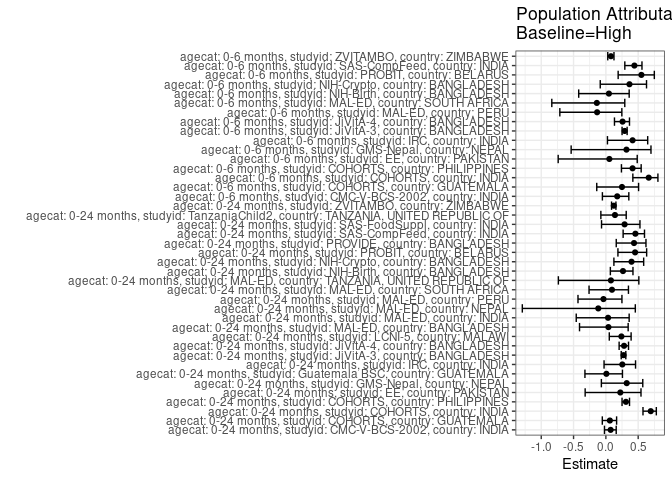 Population Attributa
Baseline=High
agecat: 0-6 months, studyid: ZVITAMBO, country: ZIMBABWE
agecat: 0-6 months, studyid: SAS-CompFeed, country: INDIA
agecat: 0-6 months, studyid: PROBIT, country: BELARUS
agecat: 0-6 months, studyid: NIH-Crypto, country: BANGLADESH
agecat: 0-6 months, studyid: NIH-Birth, country: BANGLADESH
agecat: 0-6 months, studyid: MAL-ED, country: SOUTH AFRICA
agecat: 0-6 months, studyid: MAL-ED, country: PERU
agecat: 0-6 months, studyid: JiVitA-4, country: BANGLADESH
agecat: 0-6 months, studyid: JiVitA-3, country: BANGLADESH
agecat: 0-6 months, studyid: IRC, country: INDIA
agecat: 0-6 months, studyid: GMS-Nepal, country: NEPAL
agecat: 0-6 months, studyid: EE, country: PAKISTAN
agecat: 0-6 months, studyid: COHORTS, country: PHILIPPINES
agecat: 0-6 months, studyid: COHORTS, country: INDIA
agecat: 0-6 months, studyid: COHORTS, country: GUATEMALA
agecat: 0-6 months, studyid: CMC-V-BCS-2002, country: INDIA
agecat: 0-24 months, studyid: ZVITAMBO, country: ZIMBABWE
agecat: 0-24 months, studyid: TanzaniaChild2, country: TANZANIA, UNITED REPUBLIC OF
agecat: 0-24 months, studyid: SAS-FoodSuppl, country: INDIA
agecat: 0-24 months, studyid: SAS-CompFeed, country: INDIA
agecat: 0-24 months, studyid: PROVIDE, country: BANGLADESH
agecat: 0-24 months, studyid: PROBIT, country: BELARUS
agecat: 0-24 months, studyid: NIH-Crypto, country: BANGLADESH
agecat: 0-24 months, studyid: NIH-Birth, country: BANGLADESH
agecat: 0-24 months, studyid: MAL-ED, country: TANZANIA, UNITED REPUBLIC OF
agecat: 0-24 months, studyid: MAL-ED, country: SOUTH AFRICA
agecat: 0-24 months, studyid: MAL-ED, country: PERU
agecat: 0-24 months, studyid: MAL-ED, country: NEPAL
agecat: 0-24 months, studyid: MAL-ED, country: INDIA
agecat: 0-24 months, studyid: MAL-ED, country: BANGLADESH
agecat: 0-24 months, studyid: LCNI-5, country: MALAWI
agecat: 0-24 months, studyid: JiVitA-4, country: BANGLADESH
agecat: 0-24 months, studyid: JiVitA-3, country: BANGLADESH
agecat: 0-24 months, studyid: IRC, country: INDIA
agecat: 0-24 months, studyid: Guatemala BSC, country: GUATEMALA
agecat: 0-24 months, studyid: GMS-Nepal, country: NEPAL
agecat: 0-24 months, studyid: EE, country: PAKISTAN
agecat: 0-24 months, studyid: COHORTS, country: PHILIPPINES
agecat: 0-24 months, studyid: COHORTS, country: INDIA
agecat: 0-24 months, studyid: COHORTS, country: GUATEMALA
agecat: 0-24 months, studyid: CMC-V-BCS-2002, country: INDIA
-1.0 -0.5 0.0 0.5
Estimate